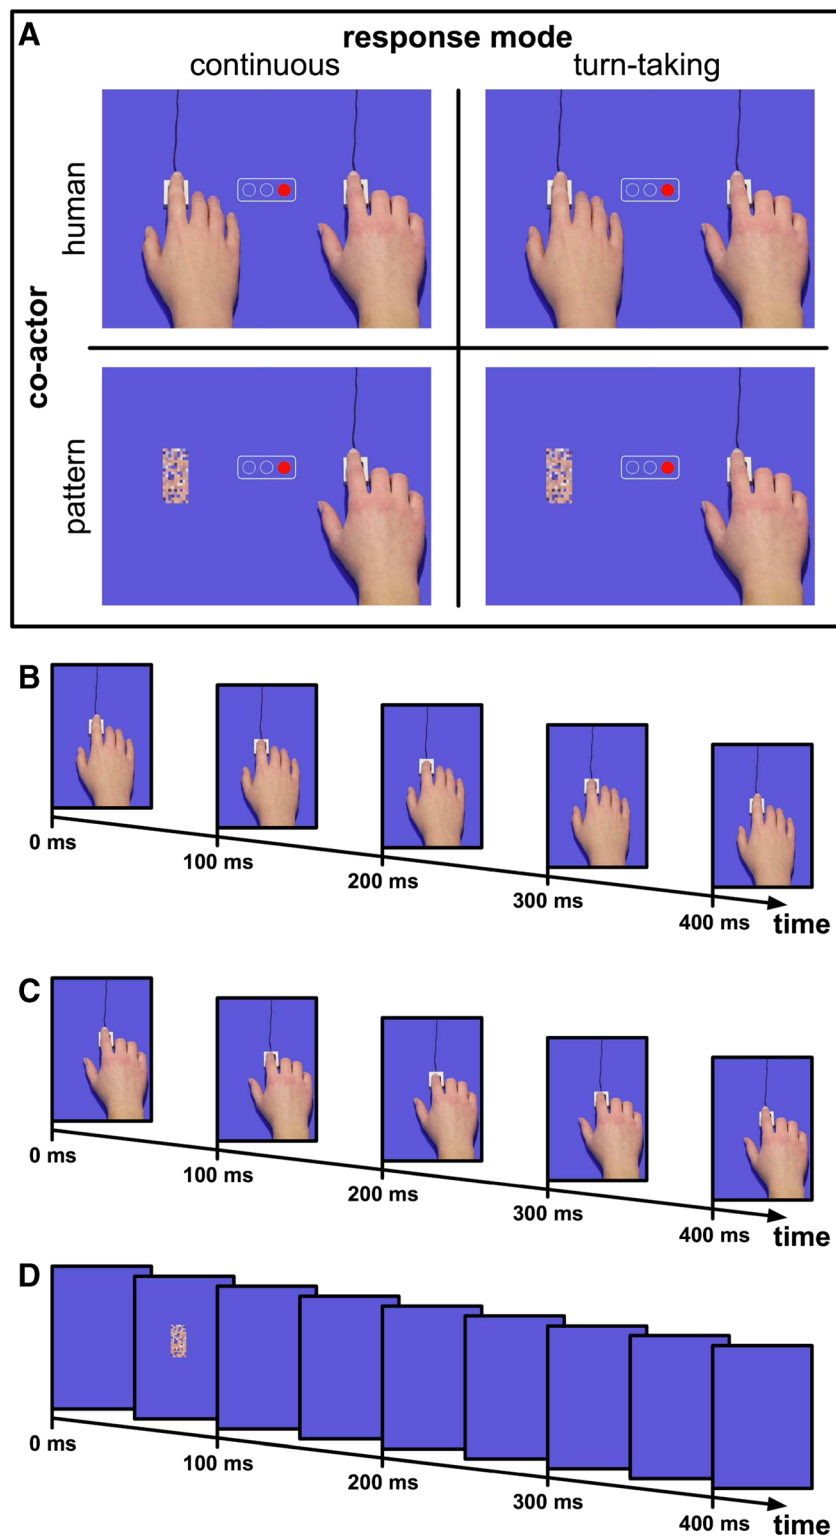 A
response mode
continuous
turn-taking
co-actor
human
pattern
B
0 ms
100 ms
200 ms
300 ms
400 ms
time
C
0 ms
100 ms
200 ms
300 ms
400 ms
time
D
0 ms
100 ms
200 ms
300 ms
400 ms
time